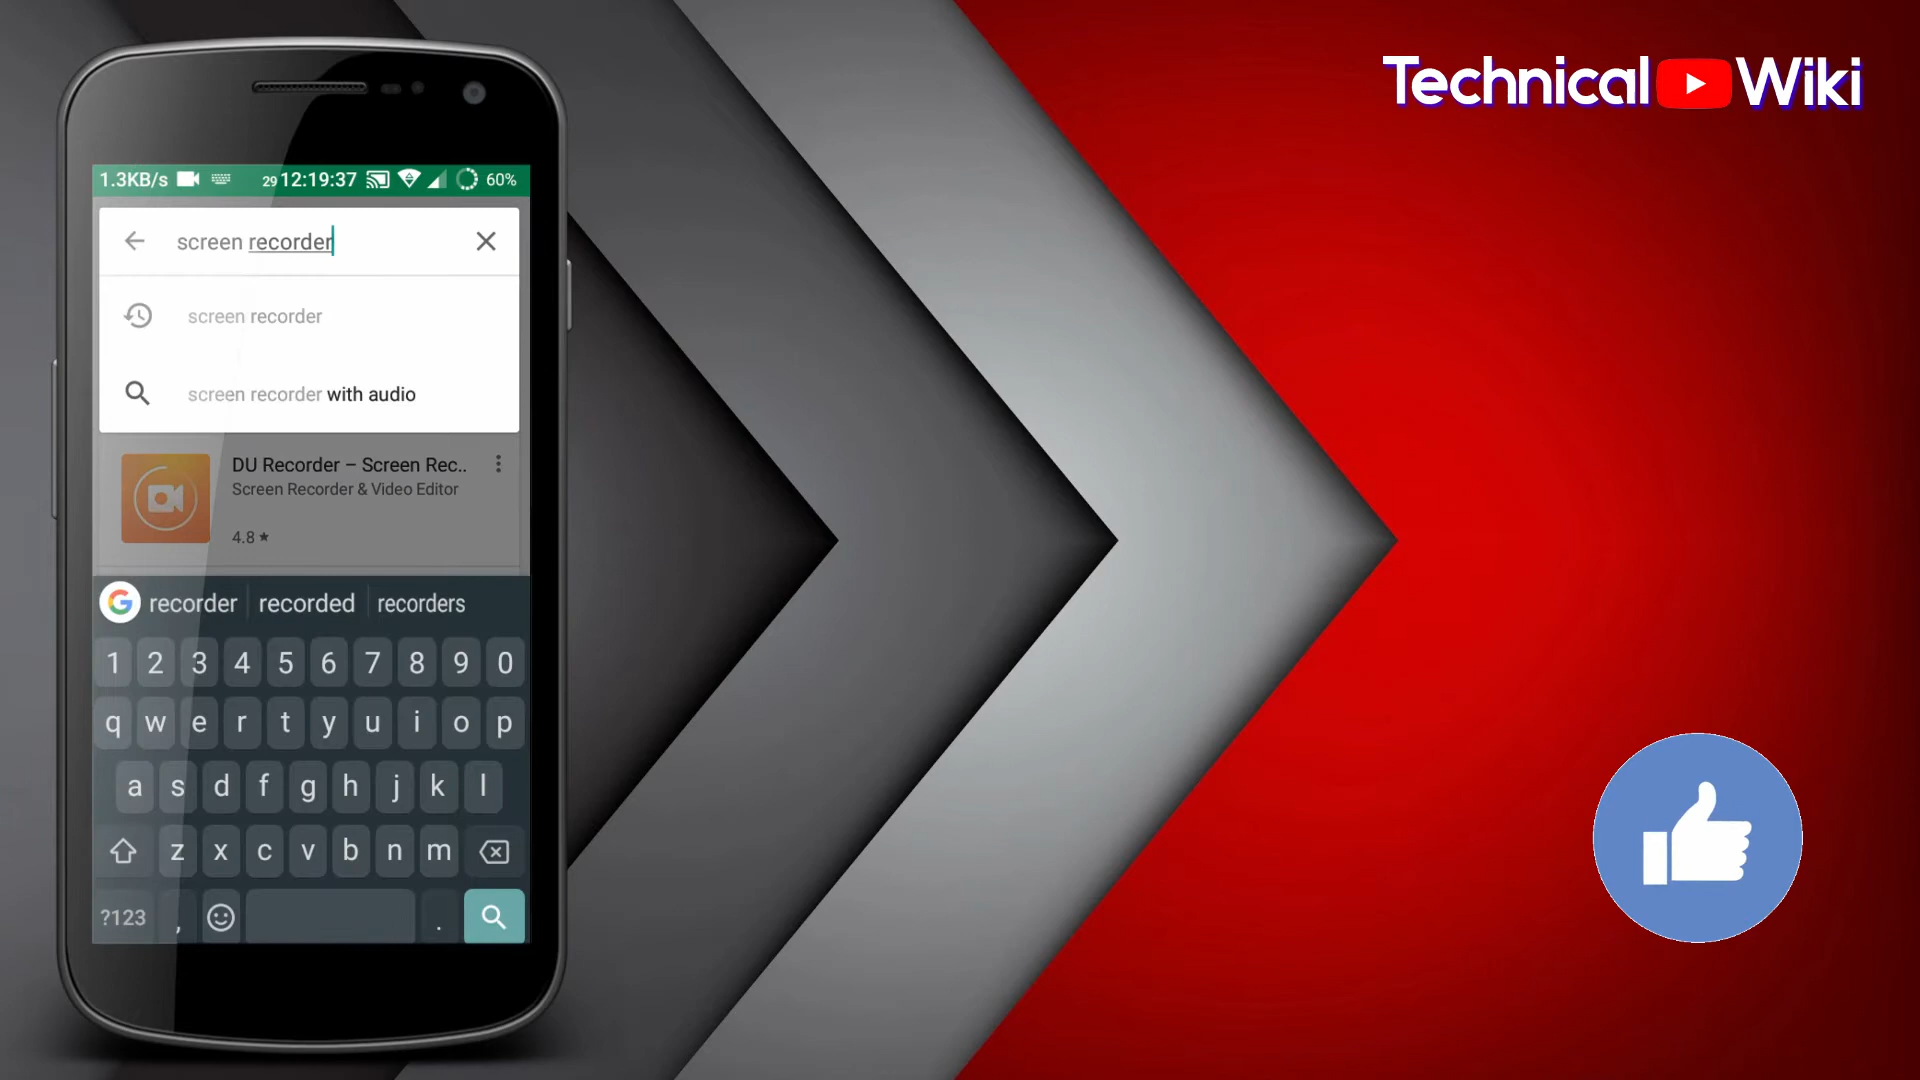 Technical Wiki
1.3KB/s 29 12:19:37 60%
screen recorder
screen recorder
screen recorder with audio
DU Recorder – Screen Rec..
Screen Recorder & Video Editor
4.8 ★
G recorder recorded recorders
1 2 3 4 5 6 7 8 9 0
q w e r t y u i o p
a s d f g h j k l
z x c v b n m
?123 , .